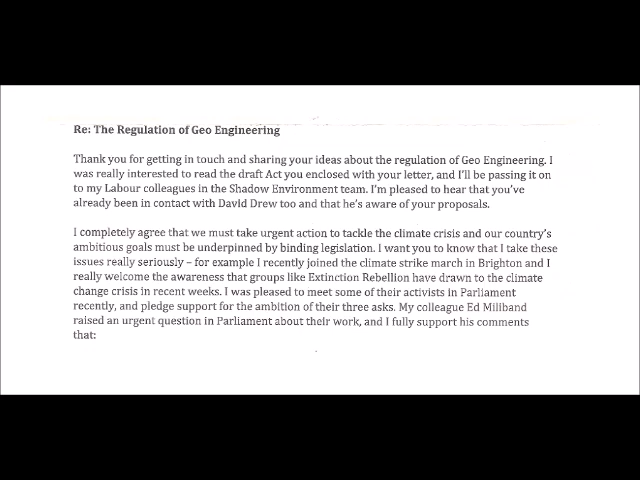 Re: The Regulation of Geo Engineering
Thank you for getting in touch and sharing your ideas about the regulation of Geo Engineering. I
was really interested to read the draft Act you enclosed with your letter, and I'll be passing it on
to my Labour colleagues in the Shadow Environment team. I'm pleased to hear that you've
already been in contact with David Drew too and that he's aware of your proposals.
I completely agree that we must take urgent action to tackle the climate crisis and our country's
ambitious goals must be underpinned by binding legislation. I want you to know that I take these
issues really seriously – for example I recently joined the climate strike march in Brighton and I
really welcome the awareness that groups like Extinction Rebellion have drawn to the climate
change crisis in recent weeks. I was pleased to meet some of their activists in Parliament
recently, and pledge support for the ambition of their three asks. My colleague Ed Miliband
raised an urgent question in Parliament about their work, and I fully support his comments
that: